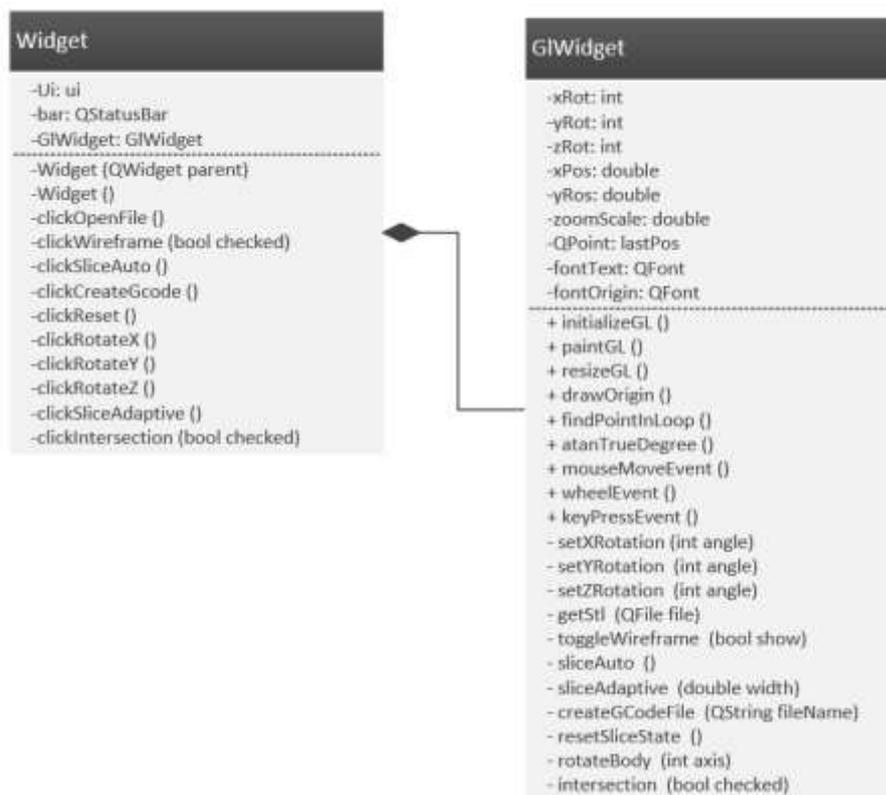 Widget
-Ui: ui
-bar: QStatusBar
-GlWidget: GlWidget
-Widget (QWidget parent)
-Widget ()
-clickOpenFile ()
-clickWireframe (bool checked)
-clickSliceAuto ()
-clickCreateGcode ()
-clickReset ()
-clickRotateX ()
-clickRotateY ()
-clickRotateZ ()
-clickSliceAdaptive ()
-clickIntersection (bool checked)
GlWidget
-xRot: int
-yRot: int
-zRot: int
-xPos: double
-yRos: double
-zoomScale: double
-QPoint: lastPos
-fontText: QFont
-fontOrigin: QFont
+ initializeGL ()
+ paintGL ()
+ resizeGL ()
+ drawOrigin ()
+ findPointInLoop ()
+ atanTrueDegree ()
+ mouseMoveEvent ()
+ wheelEvent ()
+ keyPressEvent ()
- setXRotation (int angle)
- setYRotation (int angle)
- setZRotation (int angle)
- getStl (QFile file)
- toggleWireframe (bool show)
- sliceAuto ()
- sliceAdaptive (double width)
- createGCodeFile (QString fileName)
- resetSliceState ()
- rotateBody (int axis)
- intersection (bool checked)